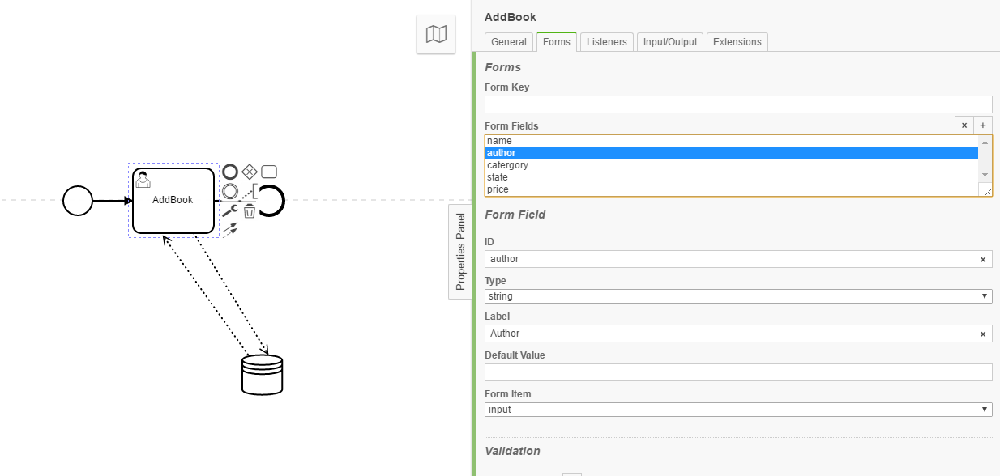 AddBook
General Forms Listeners Input/Output Extensions
Forms
Form Key
Form Fields × +
name
author
catergory
state
price
Form Field
ID
author ×
Type
string
Label
Author ×
Default Value
Form Item
input
Validation
AddBook
Properties Panel